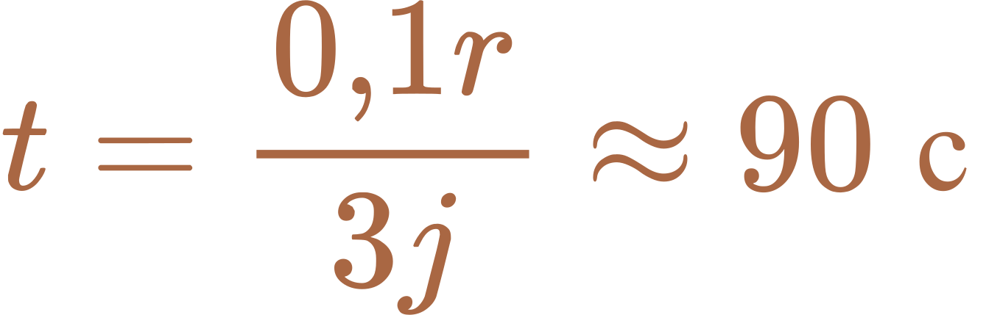 t = 0,1r / 3j ≈ 90 с